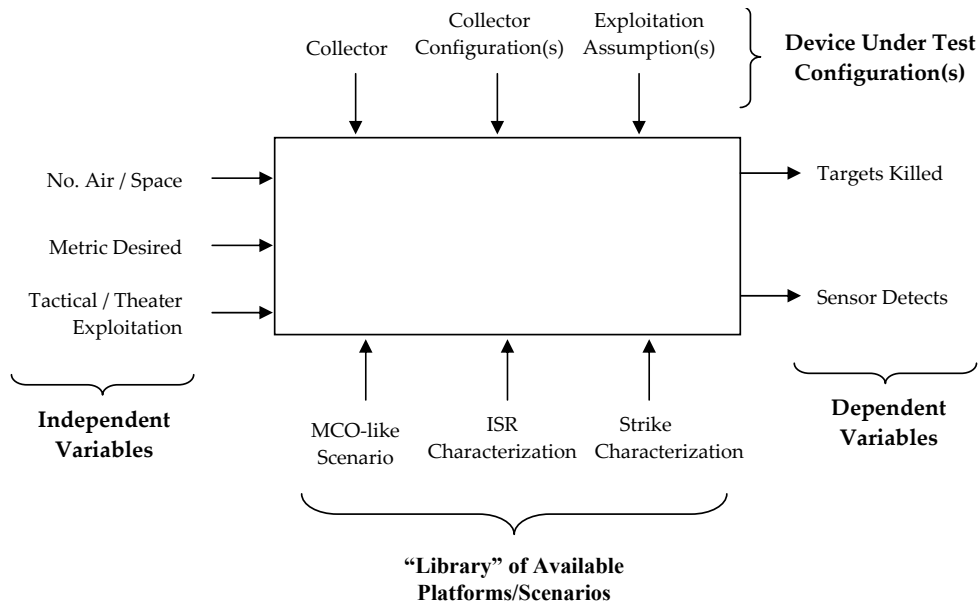 Collector
Collector
Configuration(s)
Exploitation
Assumption(s)
Device Under Test
Configuration(s)
No. Air / Space
Metric Desired
Tactical / Theater
Exploitation
Targets Killed
Sensor Detects
Independent
Variables
MCO-like
Scenario
ISR
Characterization
Strike
Characterization
Dependent
Variables
“Library” of Available
Platforms/Scenarios